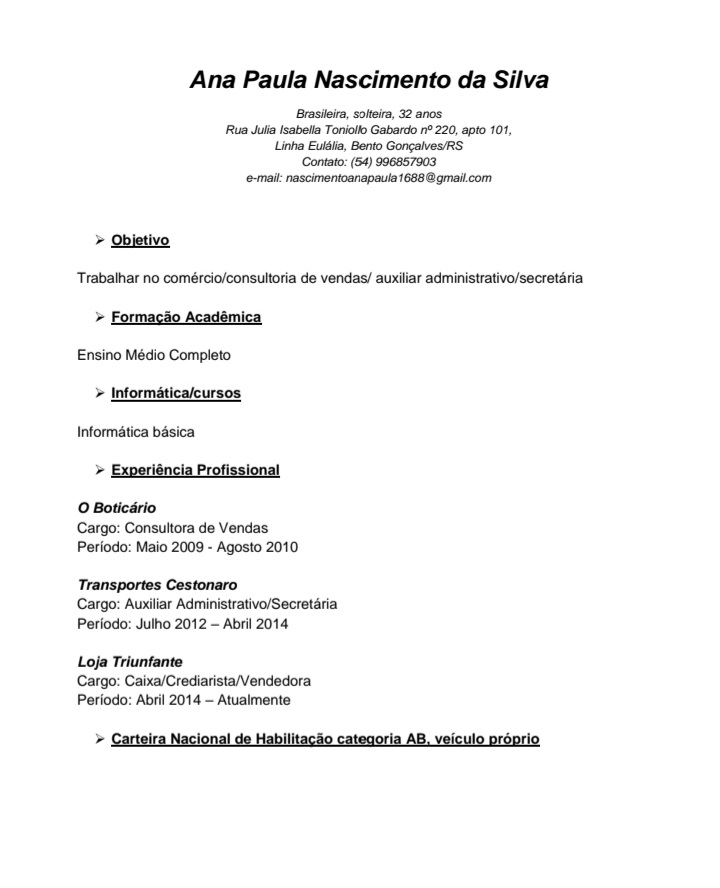 Ana Paula Nascimento da Silva
Brasileira, solteira, 32 anos
Rua Julia Isabella Toniollo Gabardo nº 220, apto 101,
Linha Eulália, Bento Gonçalves/RS
Contato: (54) 996857903
e-mail: nascimentoanapaula1688@gmail.com
➢ Objetivo
Trabalhar no comércio/consultoria de vendas/ auxiliar administrativo/secretária
➢ Formação Acadêmica
Ensino Médio Completo
➢ Informática/cursos
Informática básica
➢ Experiência Profissional
O Boticário
Cargo: Consultora de Vendas
Período: Maio 2009 - Agosto 2010
Transportes Cestonaro
Cargo: Auxiliar Administrativo/Secretária
Período: Julho 2012 – Abril 2014
Loja Triunfante
Cargo: Caixa/Crediarista/Vendedora
Período: Abril 2014 – Atualmente
➢ Carteira Nacional de Habilitação categoria AB, veículo próprio